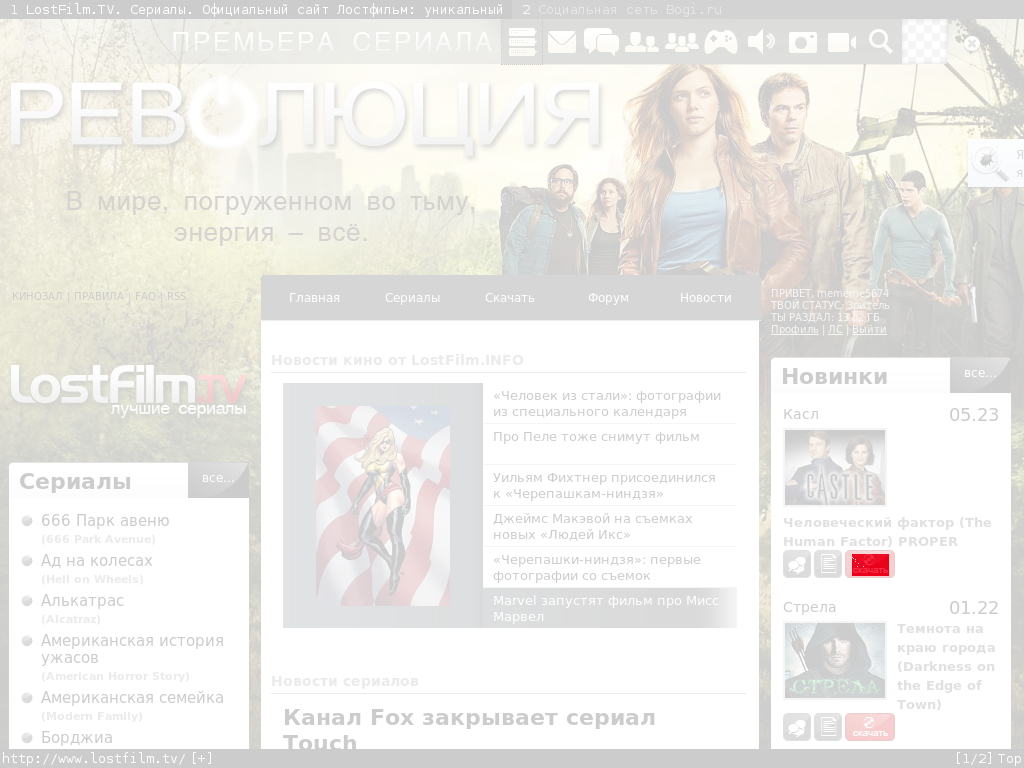 1 LostFilm.TV. Сериалы. Официальный сайт Лостфильм: уникальный
2 Социальная сеть Bogi.ru
ПРЕМЬЕРА СЕРИАЛА
РЕВОЛЮЦИЯ
В мире, погруженном во тьму,
энергия – всё.
КИНОЗАЛ | ПРАВИЛА | FAQ | RSS
LostFilm.TV
лучшие сериалы
Сериалы
все...
666 Парк авеню
(666 Park Avenue)
Ад на колесах
(Hell on Wheels)
Алькатрас
(Alcatraz)
Американская история
ужасов
(American Horror Story)
Американская семейка
(Modern Family)
Борджиа
Главная Сериалы Скачать Форум Новости
Новости кино от LostFilm.INFO
«Человек из стали»: фотографии
из специального календаря
Про Пеле тоже снимут фильм
Уильям Фихтнер присоединился
к «Черепашкам-ниндзя»
Джеймс Макэвой на съемках
новых «Людей Икс»
«Черепашки-ниндзя»: первые
фотографии со съемок
Marvel запустят фильм про Мисс
Марвел
Новости сериалов
Канал Fox закрывает сериал
Touch
ПРИВЕТ, mememe5674
ТВОЙ СТАТУС: Зритель
ТЫ РАЗДАЛ: ГБ
Профиль | ЛС | Выйти
Новинки
все...
Касл 05.23
CASTLE
Человеческий фактор (The
Human Factor) PROPER
скачать
Стрела 01.22
СТРЕЛА
Темнота на
краю города
(Darkness on
the Edge of
Town)
скачать
http://www.lostfilm.tv/ [+]
[1/2] Top